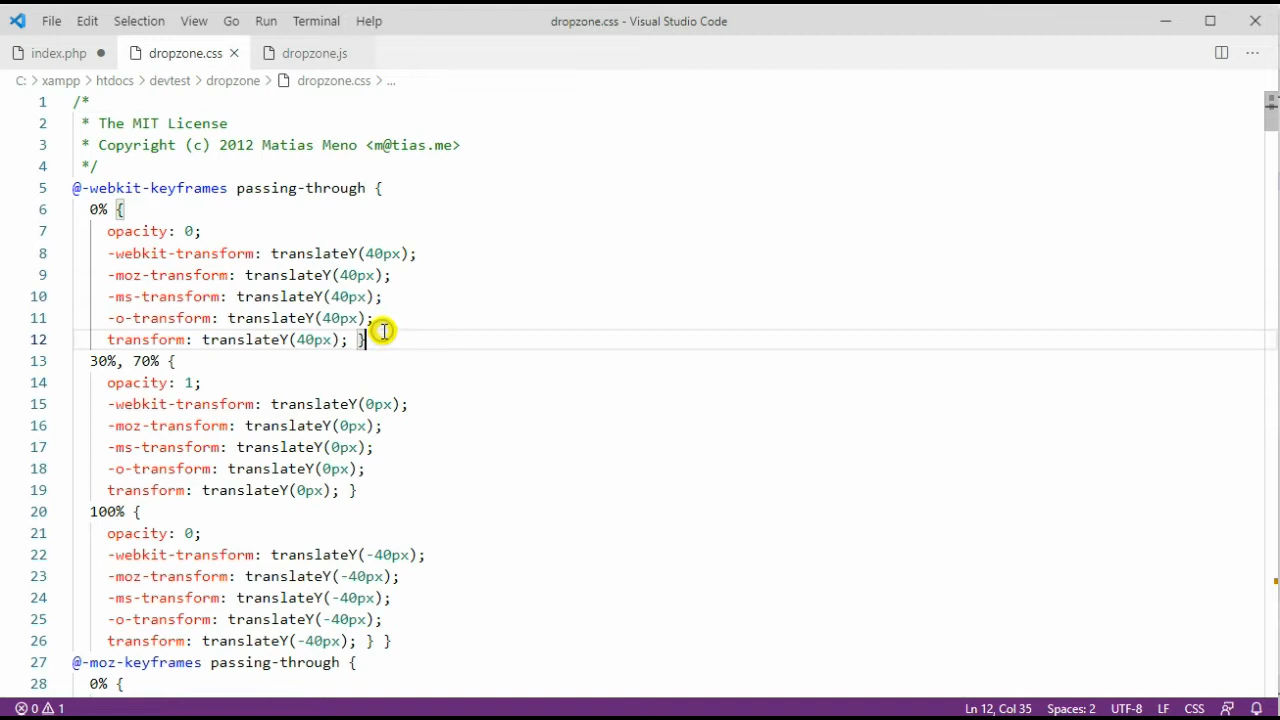 File Edit Selection View Go Run Terminal Help dropzone.css - Visual Studio Code
index.php dropzone.css dropzone.js
C: > xampp > htdocs > devtest > dropzone > dropzone.css > ...
1 /*
2  * The MIT License
3  * Copyright (c) 2012 Matias Meno <m@tias.me>
4  */
5 @-webkit-keyframes passing-through {
6   0% {
7     opacity: 0;
8     -webkit-transform: translateY(40px);
9     -moz-transform: translateY(40px);
10     -ms-transform: translateY(40px);
11     -o-transform: translateY(40px);
12     transform: translateY(40px); }
13   30%, 70% {
14     opacity: 1;
15     -webkit-transform: translateY(0px);
16     -moz-transform: translateY(0px);
17     -ms-transform: translateY(0px);
18     -o-transform: translateY(0px);
19     transform: translateY(0px); }
20   100% {
21     opacity: 0;
22     -webkit-transform: translateY(-40px);
23     -moz-transform: translateY(-40px);
24     -ms-transform: translateY(-40px);
25     -o-transform: translateY(-40px);
26     transform: translateY(-40px); } }
27 @-moz-keyframes passing-through {
28   0% {
0 1 Ln 12, Col 35 Spaces: 2 UTF-8 LF CSS